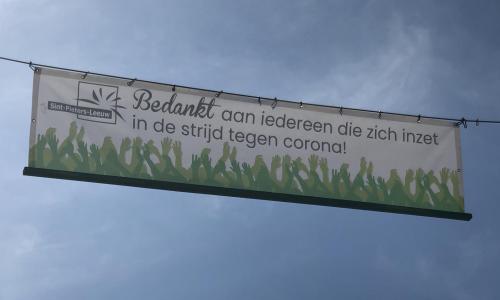 Sint-Pieters-Leeuw
Bedankt aan iedereen die zich inzet
in de strijd tegen corona!